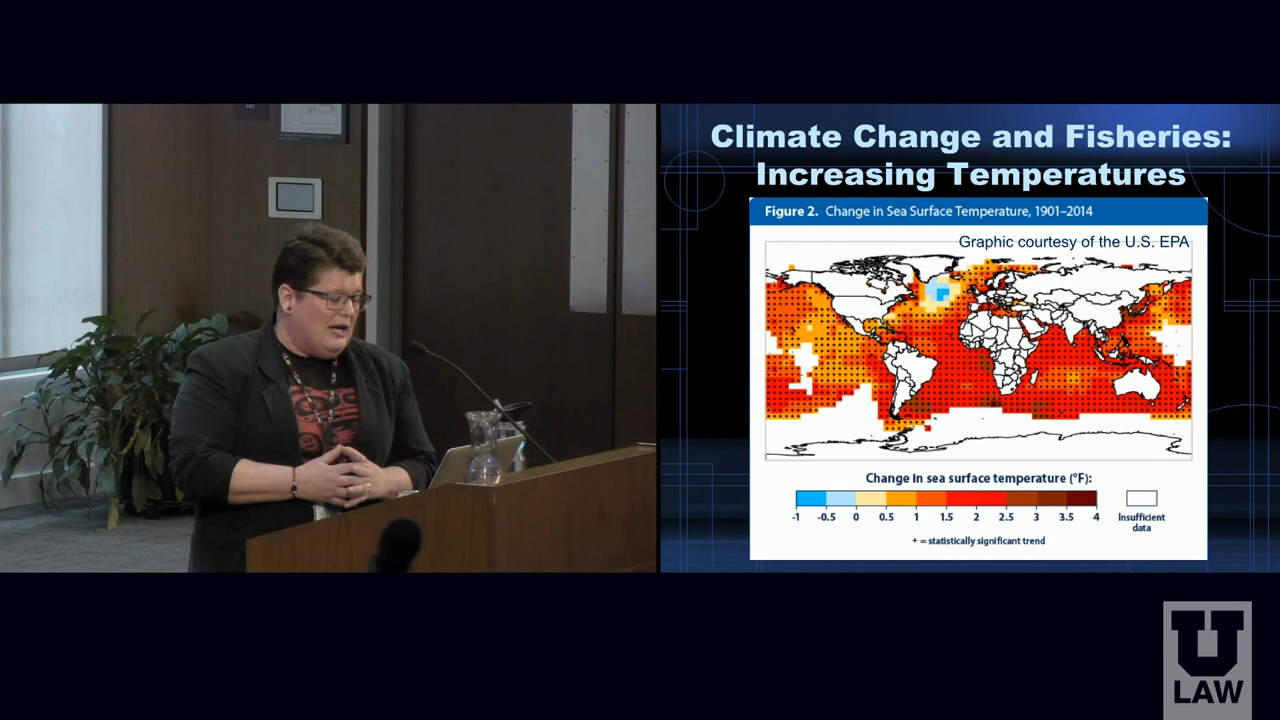 Climate Change and Fisheries:
Increasing Temperatures
Figure 2. Change in Sea Surface Temperature, 1901–2014
Graphic courtesy of the U.S. EPA
Change in sea surface temperature (°F):
-1 -0.5 0 0.5 1 1.5 2 2.5 3 3.5 4
Insufficient
data
+ = statistically significant trend
U
LAW